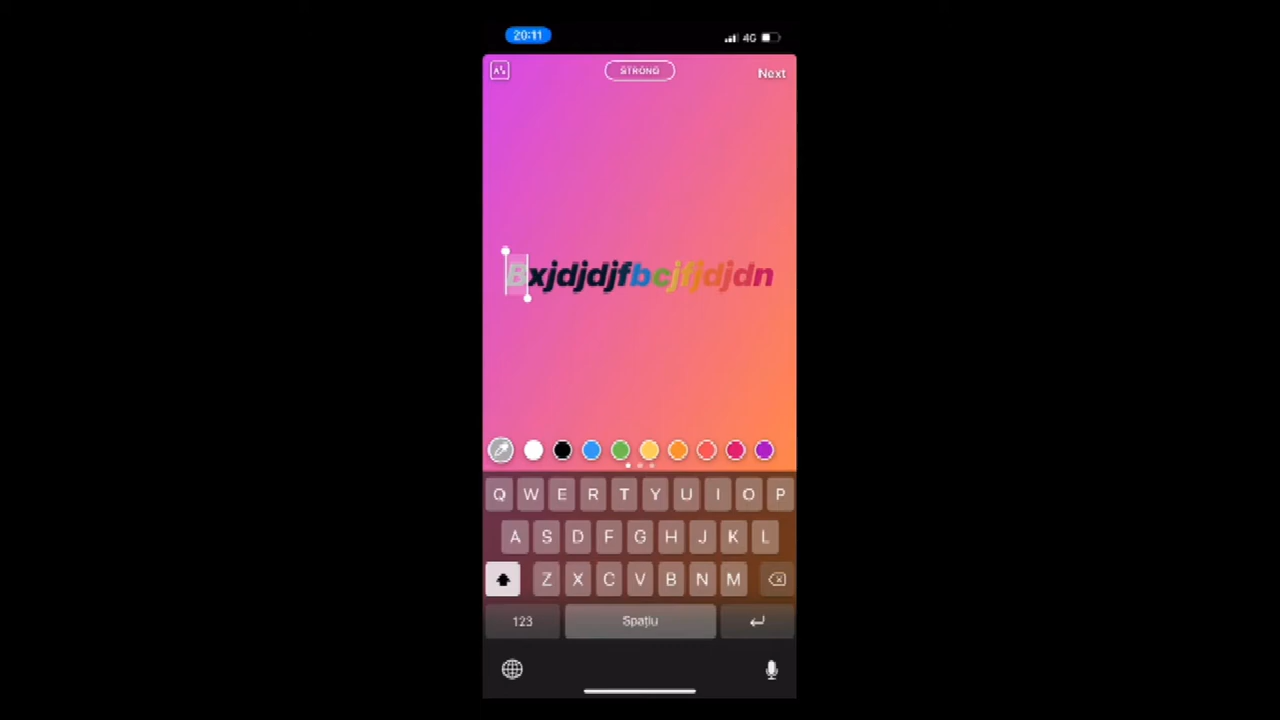 20:11
4G
STRONG
Next
Bxjdjdjfbcjfjdjdn
Q W E R T Y U I O P
A S D F G H J K L
Z X C V B N M
123 Spațiu